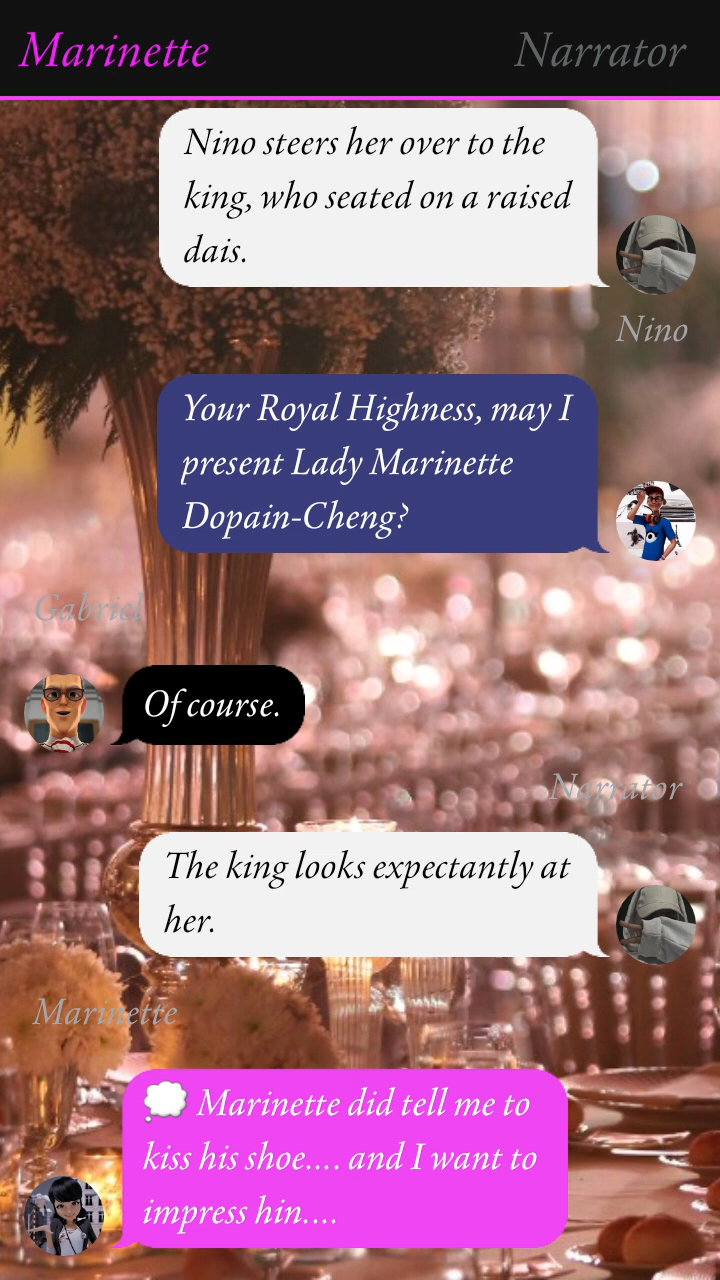 Marinette
Narrator
Nino steers her over to the
king, who seated on a raised
dais.
Nino
Your Royal Highness, may I
present Lady Marinette
Dopain-Cheng?
Gabriel
Of course.
Narrator
The king looks expectantly at
her.
Marinette
💭 Marinette did tell me to
kiss his shoe.... and I want to
impress hin....